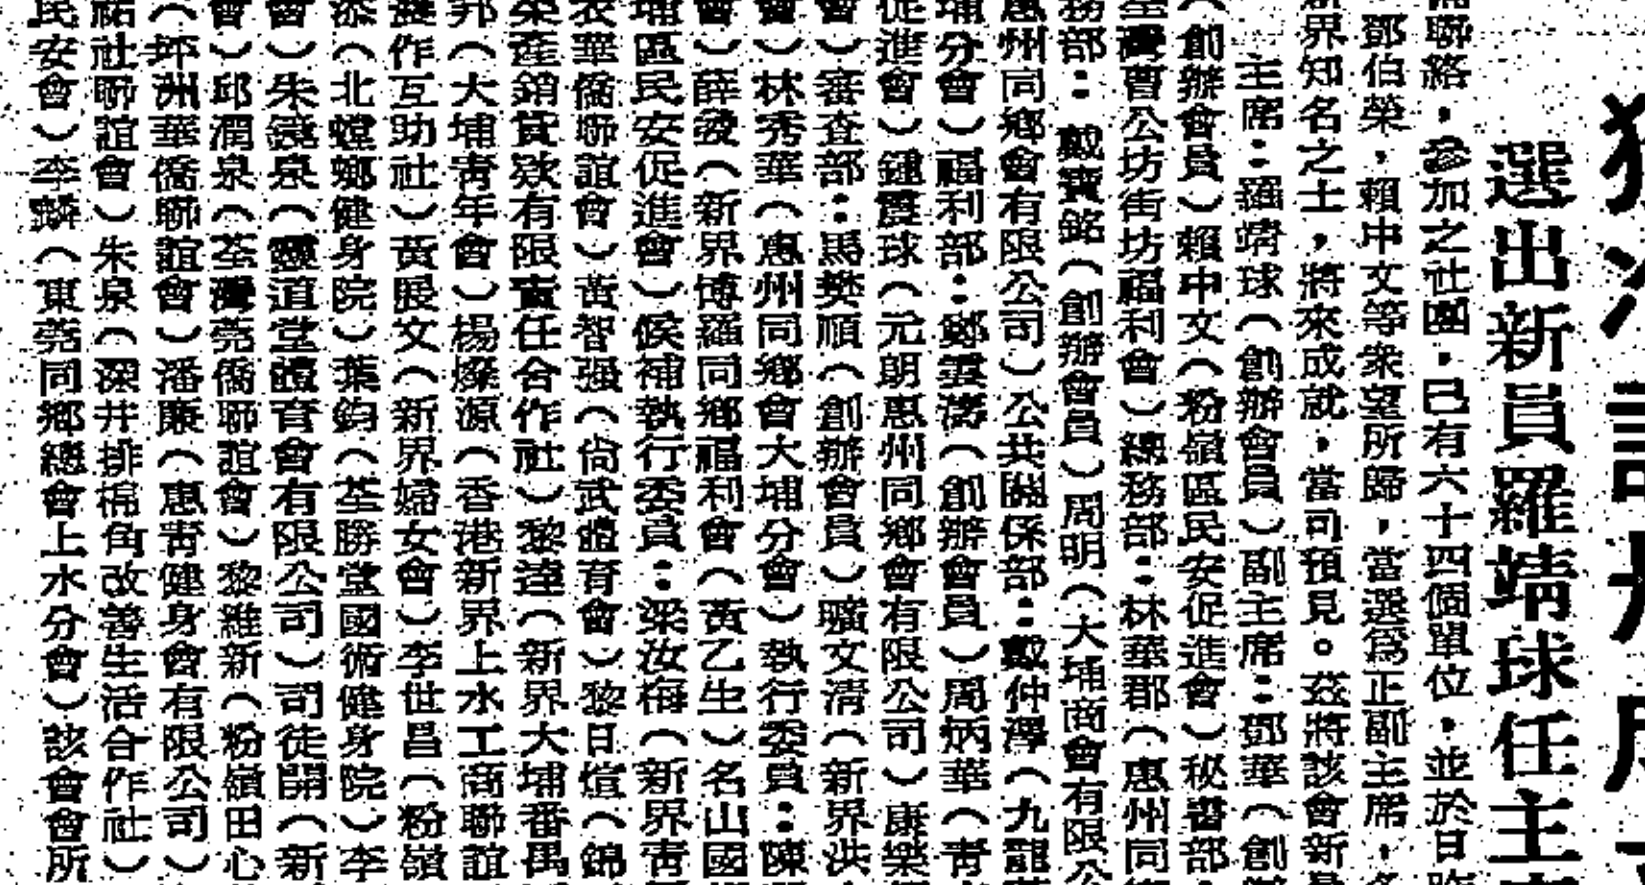 選出新員羅靖球任主
聯絡，參加之社團，已有六十四個單位，並於日
鄧伯榮，賴中文等衆望所歸，當選爲正副主席，
界知名之士，將來成就，當司預見。茲將該會新
主席：羅靖球（創辦會員）副主席：鄧華（創
（創辦會員）賴中文（粉嶺區民安促進會）秘書部：
荃灣曹公坊街坊福利會）總務部：林華郡（惠州同
務部：戴寶銘（創辦會員）周明（大埔商會有限公
惠州同鄉會有限公司）公共關係部：戴仲澤（九龍
埔分會）福利部：鄭雲濤（創辦會員）周炳華（青
促進會）鍾震球（元朗惠州同鄉會有限公司）康樂
會）審查部：馬樊順（創辦會員）曠文清（新界洪
會）林秀華（惠州同鄉會大埔分會）執行委員：陳
會）薛發（新界博羅同鄉福利會（黃乙生）名山國
埔區民安促進會）候補執行委員：梁汝梅（新界青
衣華僑聯誼會）黃智强（尙武體育會）黎日煊（錦
菜產銷貸欵有限責任合作社）黎達（新界大埔番禺
邦（大埔靑年會）楊燦源（香港新界上水工商聯誼
護作互助社）黃展文（新界婦女會）李世昌（粉嶺
添（北螳螂健身院）葉鈞（荃勝堂國術健身院）李
會）朱鏡泉（靈道堂體育會有限公司）司徒開（新
會）邱潤泉（荃灣莞僑聯誼會）黎維新（粉嶺田心
（坪洲華僑聯誼會）潘廉（惠靑健身會有限公司）
社聯誼會）朱泉（深井排棉角改善生活合作社）
民安會）李麟（東莞同鄉總會上水分會）該會會所